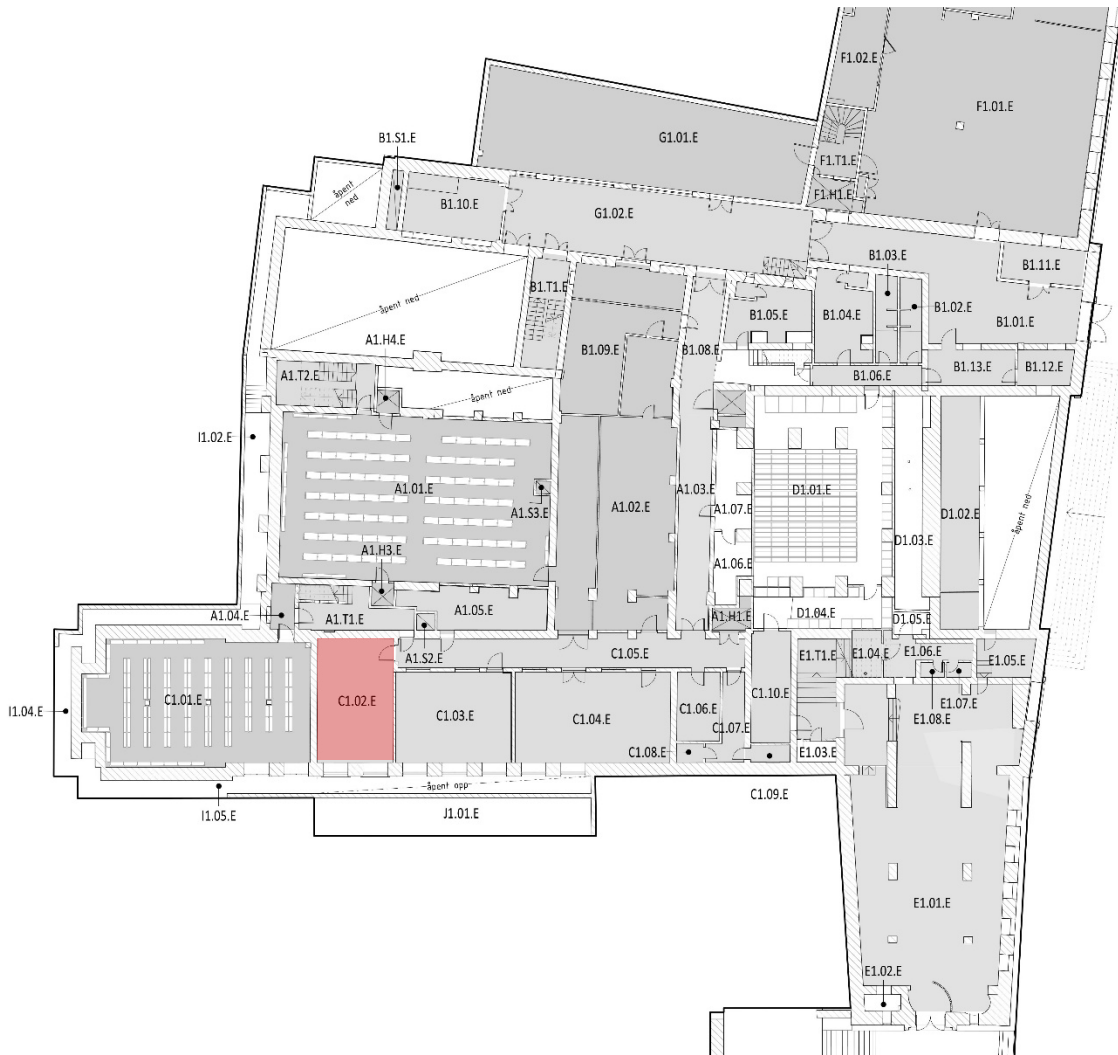 F1.02.E
F1.01.E
G1.01.E
B1.S1.E
F1.T1.E
åpent
ned
F1.H1.E
B1.10.E
G1.02.E
B1.03.E
B1.11.E
B1.T1.E
åpent ned
B1.05.E
B1.04.E
B1.02.E
B1.01.E
A1.H4.E
B1.09.E
B1.08.E
B1.06.E
B1.13.E
B1.12.E
A1.T2.E
åpent ned
I1.02.E
A1.01.E
A1.S3.E
A1.02.E
A1.03.E
A1.07.E
D1.01.E
D1.03.E
D1.02.E
åpent ned
A1.H3.E
A1.06.E
A1.04.E
A1.T1.E
A1.05.E
A1.H1.E
D1.04.E
D1.05.E
A1.S2.E
C1.05.E
E1.T1.E
E1.04.E
E1.06.E
E1.05.E
C1.01.E
C1.02.E
C1.03.E
C1.04.E
C1.06.E
C1.10.E
E1.07.E
I1.04.E
E1.08.E
C1.07.E
C1.08.E
E1.03.E
åpent opp
I1.05.E
J1.01.E
C1.09.E
E1.01.E
E1.02.E